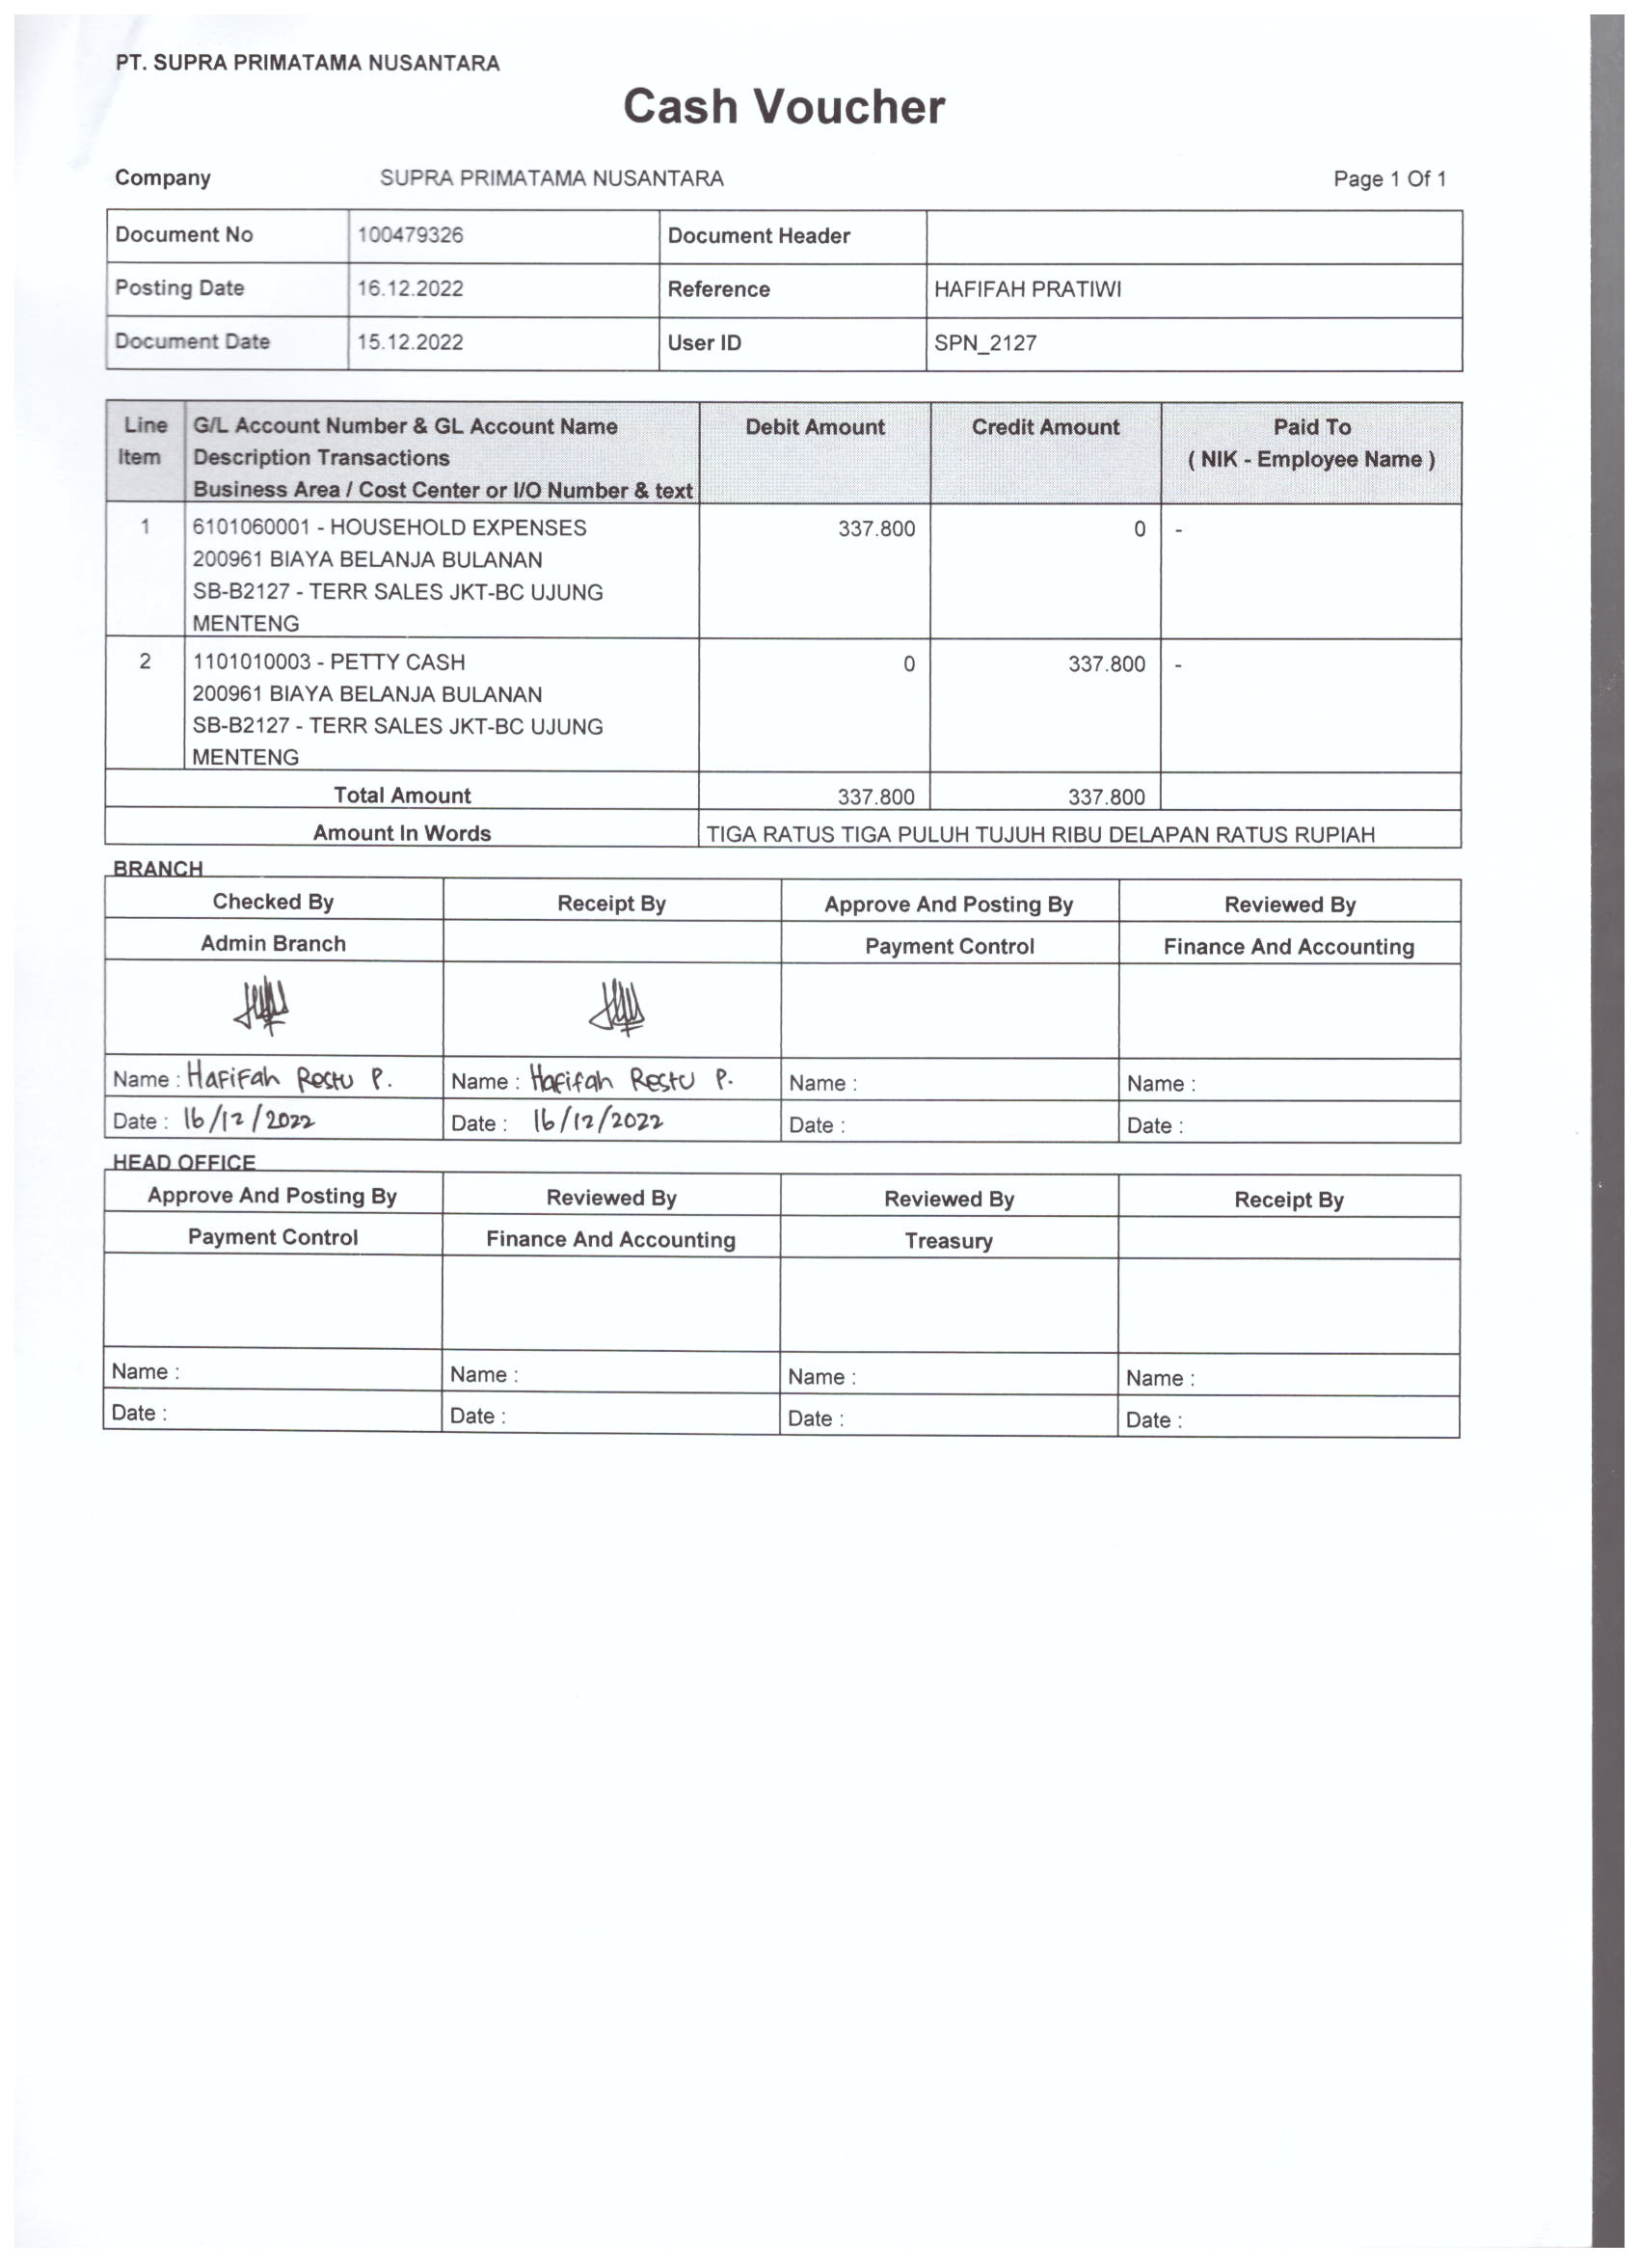 PT. SUPRA PRIMATAMA NUSANTARA
Cash Voucher
Company SUPRA PRIMATAMA NUSANTARA Page 1 Of 1
Document No 100479326 Document Header
Posting Date 16.12.2022 Reference HAFIFAH PRATIWI
Document Date 15.12.2022 User ID SPN_2127
Line G/L Account Number & GL Account Name Debit Amount Credit Amount Paid To
Item Description Transactions ( NIK - Employee Name )
Business Area / Cost Center or I/O Number & text
1 6101060001 - HOUSEHOLD EXPENSES 337.800 0 -
200961 BIAYA BELANJA BULANAN
SB-B2127 - TERR SALES JKT-BC UJUNG
MENTENG
2 1101010003 - PETTY CASH 0 337.800 -
200961 BIAYA BELANJA BULANAN
SB-B2127 - TERR SALES JKT-BC UJUNG
MENTENG
Total Amount 337.800 337.800
Amount In Words TIGA RATUS TIGA PULUH TUJUH RIBU DELAPAN RATUS RUPIAH
BRANCH
Checked By Receipt By Approve And Posting By Reviewed By
Admin Branch Payment Control Finance And Accounting
Name : Hafifah Restu P. Name : Hafifah Restu P. Name : Name :
Date : 16/12/2022 Date : 16/12/2022 Date : Date :
HEAD OFFICE
Approve And Posting By Reviewed By Reviewed By Receipt By
Payment Control Finance And Accounting Treasury
Name : Name : Name : Name :
Date : Date : Date : Date :